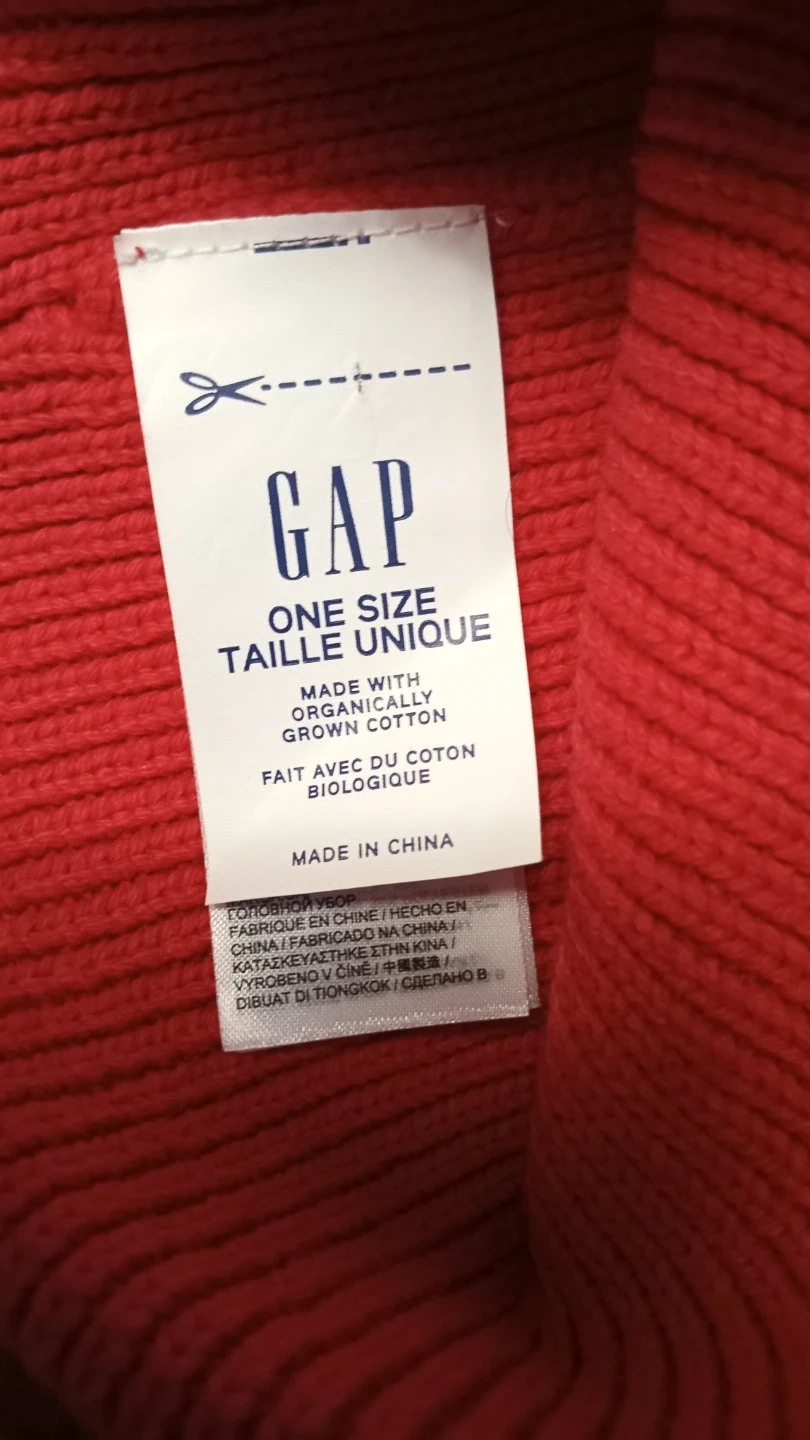 GAP
ONE SIZE
TAILLE UNIQUE
MADE WITH
ORGANICALLY
GROWN COTTON
FAIT AVEC DU COTON
BIOLOGIQUE
MADE IN CHINA
ГОЛОВНОЙ УБОР
FABRIQUÉ EN CHINE / HECHO EN
CHINA / FABRICADO NA CHINA /
ΚΑΤΑΣΚΕΥΑΣΤΗΚΕ ΣΤΗΝ ΚΙΝΑ /
VYROBENO V ČÍNĚ / 中國製造 /
DIBUAT DI TIONGKOK / СДЕЛАНО В